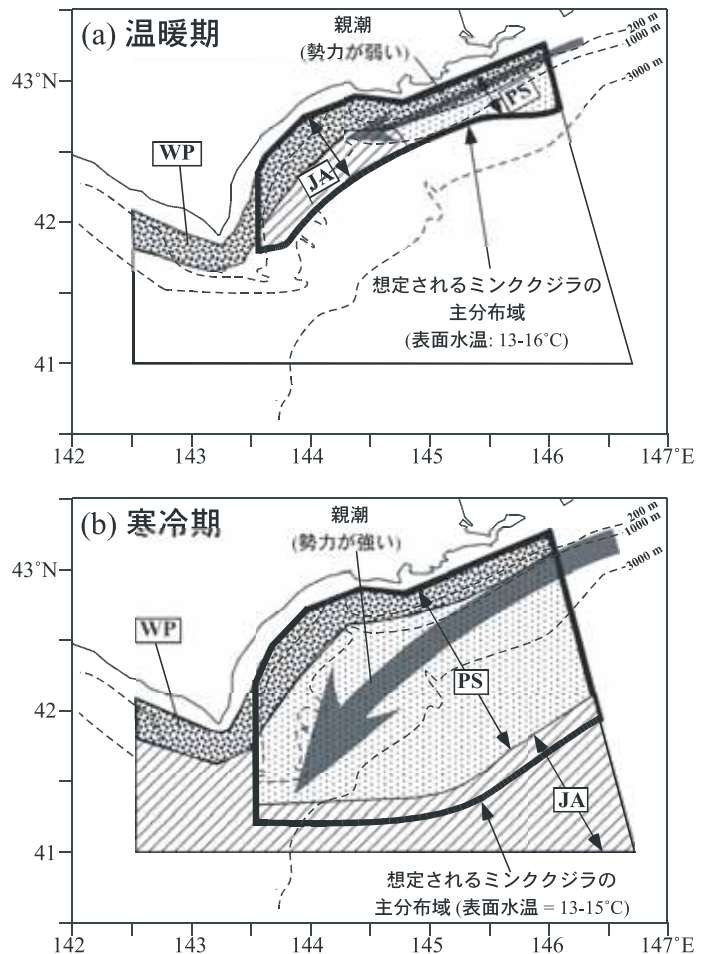 (a) 温暖期
親潮
(勢力が弱い)
200 m
1000 m
3000 m
43˚N
WP
PS
JA
42
想定されるミンククジラの
主分布域
(表面水温: 13-16˚C)
41
142
143
144
145
146
147˚E
(b) 寒冷期
親潮
(勢力が強い)
200 m
1000 m
3000 m
43˚N
WP
PS
42
JA
41
想定されるミンククジラの
主分布域 (表面水温 = 13-15˚C)
142
143
144
145
146
147˚E